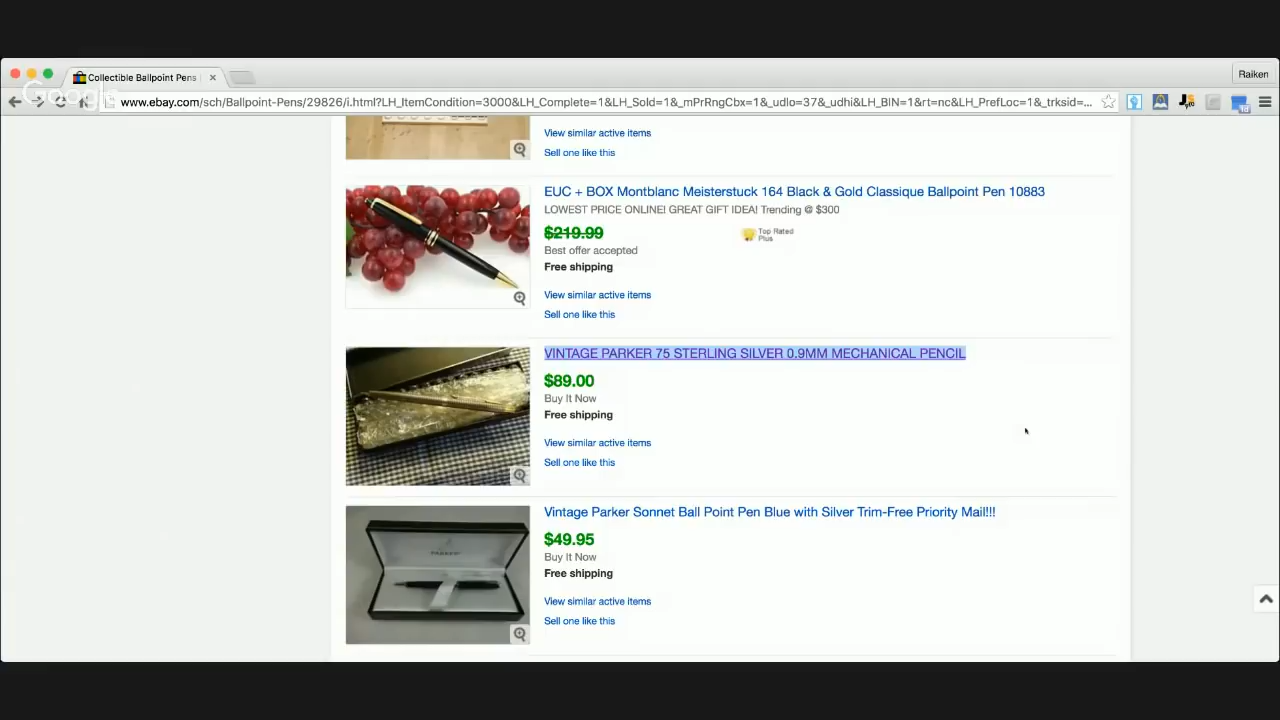 Collectible Ballpoint Pens
Raiken
Google
www.ebay.com/sch/Ballpoint-Pens/29826/i.html?LH_ItemCondition=3000&LH_Complete=1&LH_Sold=1&_mPrRngCbx=1&_udlo=37&_udhi&LH_BIN=1&rt=nc&LH_PrefLoc=1&_trksid=...
View similar active items
Sell one like this
EUC + BOX Montblanc Meisterstuck 164 Black & Gold Classique Ballpoint Pen 10883
LOWEST PRICE ONLINE! GREAT GIFT IDEA! Trending @ $300
$219.99
Top Rated
Plus
Best offer accepted
Free shipping
View similar active items
Sell one like this
VINTAGE PARKER 75 STERLING SILVER 0.9MM MECHANICAL PENCIL
$89.00
Buy It Now
Free shipping
View similar active items
Sell one like this
Vintage Parker Sonnet Ball Point Pen Blue with Silver Trim-Free Priority Mail!!!
$49.95
Buy It Now
Free shipping
View similar active items
Sell one like this